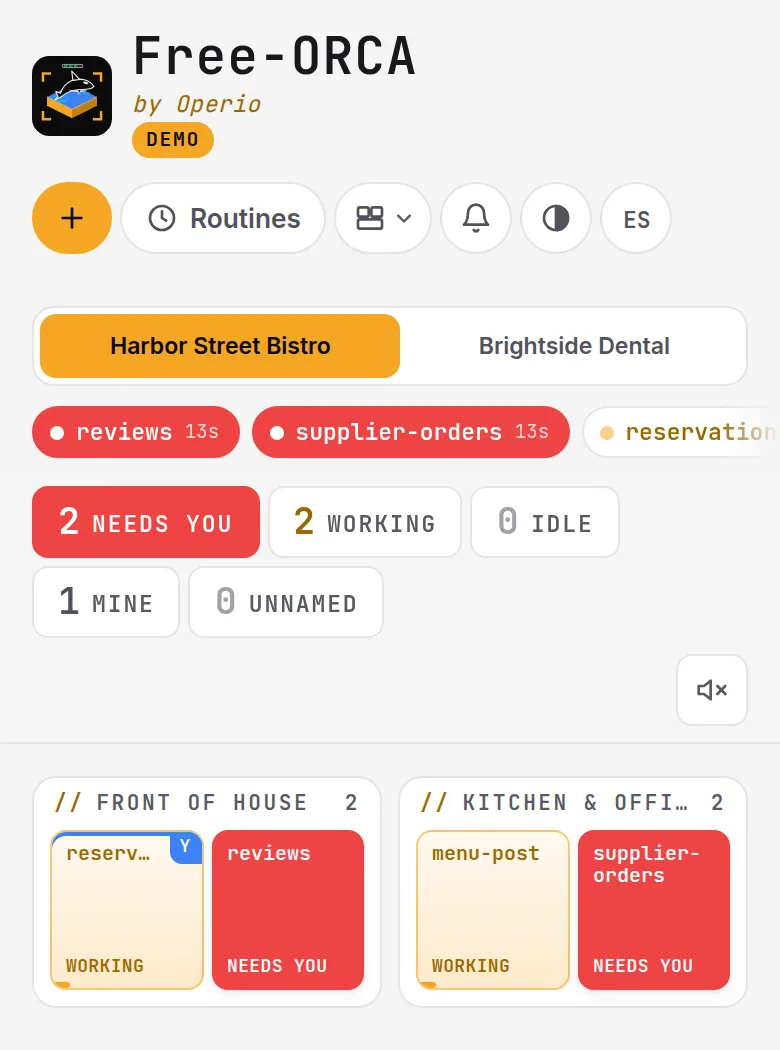 Free-ORCA
by Operio
DEMO
Routines
ES
Harbor Street Bistro
Brightside Dental
reviews 13s
supplier-orders 13s
reservation
2 NEEDS YOU
2 WORKING
0 IDLE
1 MINE
0 UNNAMED
// FRONT OF HOUSE 2
reserv…
Y
WORKING
reviews
NEEDS YOU
// KITCHEN & OFFI… 2
menu-post
WORKING
supplier-
orders
NEEDS YOU